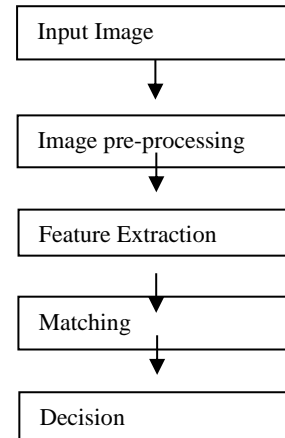 Input Image
Image pre-processing
Feature Extraction
Matching
Decision